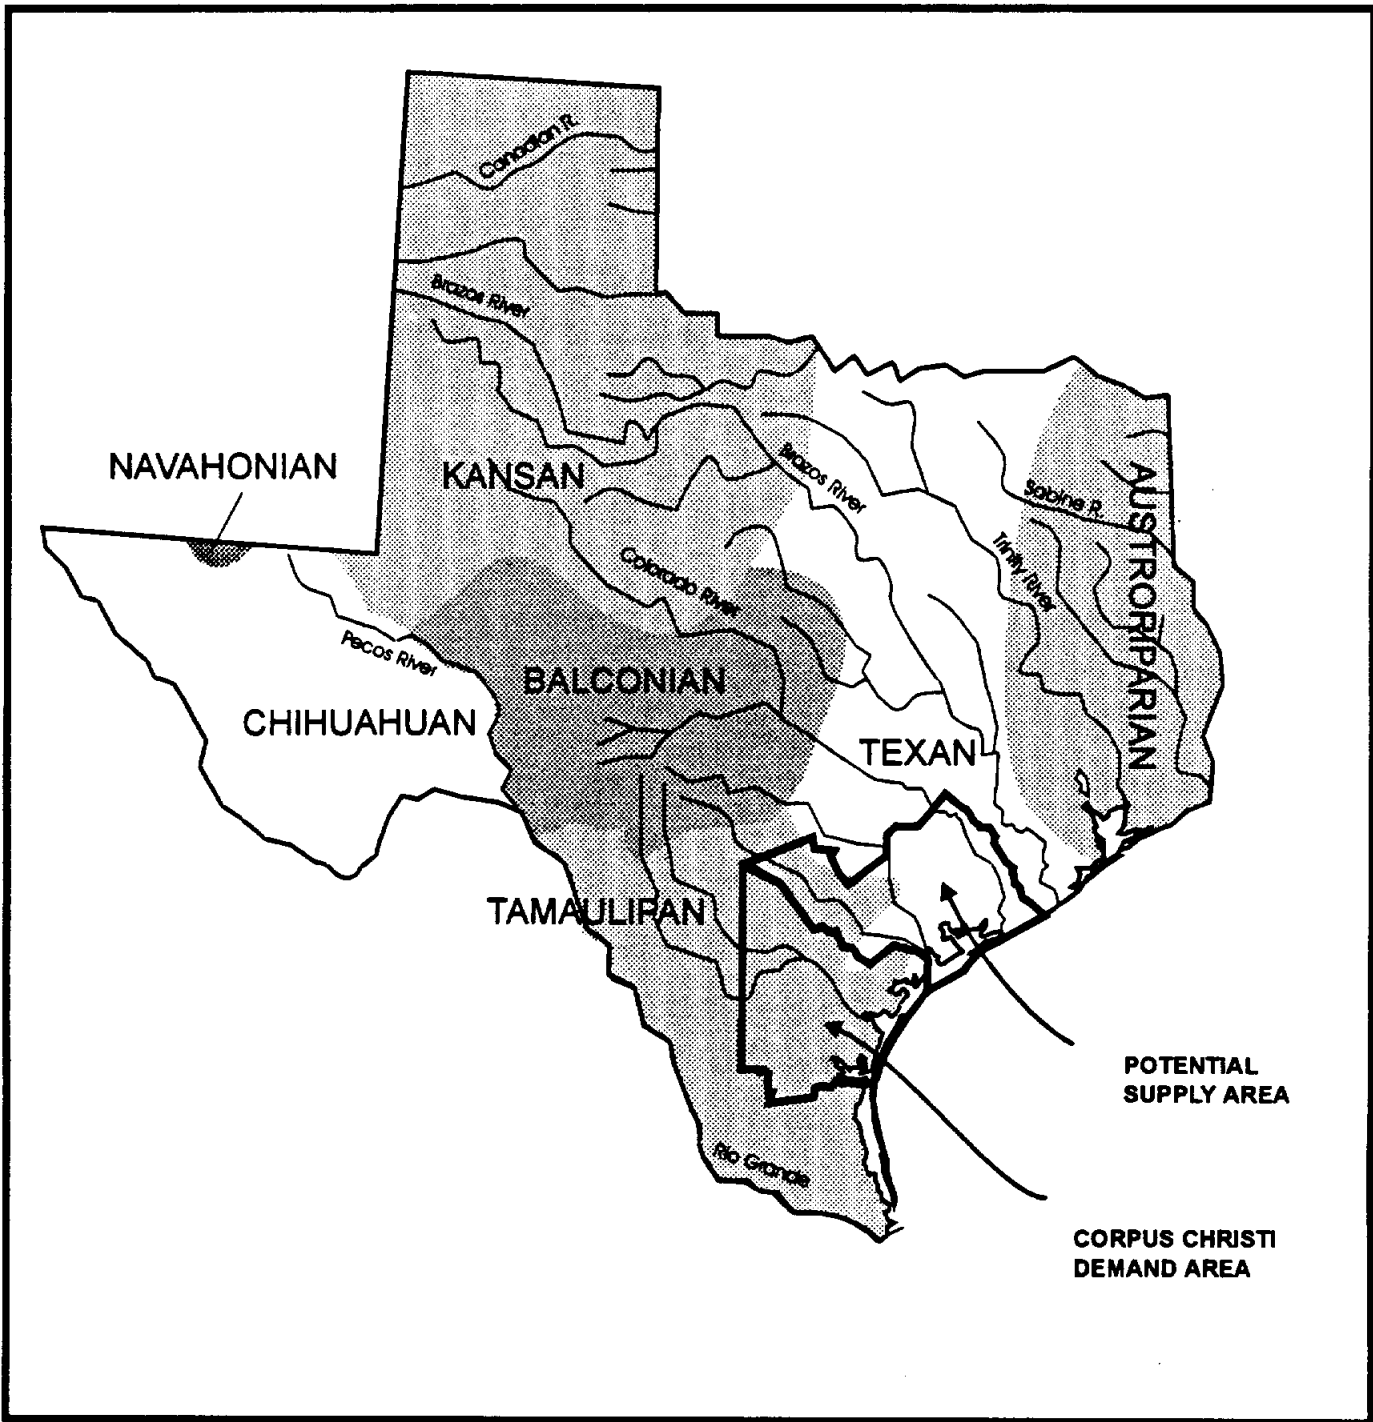 Canadian R.
Brazos River
NAVAHONIAN
KANSAN
Brazos River
Sabine R.
AUSTRORIPARIAN
Trinity River
Colorado River
Pecos River
BALCONIAN
CHIHUAHUAN
TEXAN
TAMAULIPAN
POTENTIAL
SUPPLY AREA
Rio Grande
CORPUS CHRISTI
DEMAND AREA